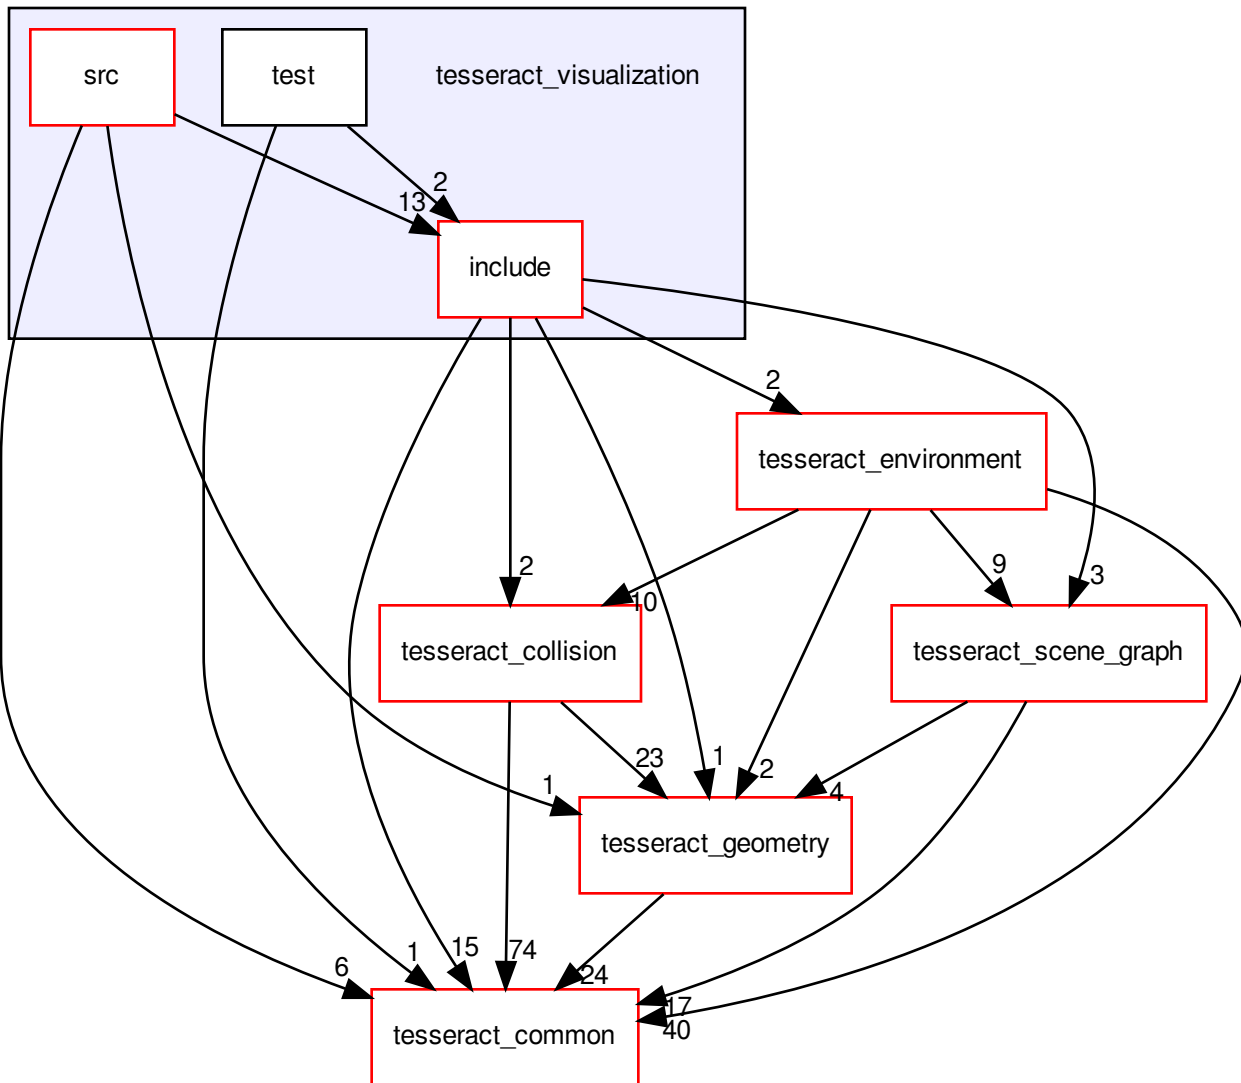 src
test
tesseract_visualization
13
2
include
2
tesseract_environment
2
10
9
3
tesseract_collision
tesseract_scene_graph
1
23
1
2
4
tesseract_geometry
6
1
15
74
24
17
40
tesseract_common